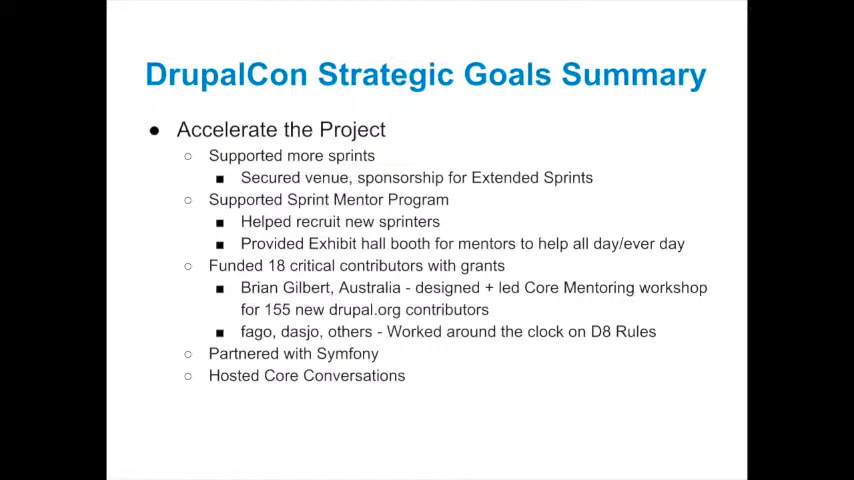 DrupalCon Strategic Goals Summary
● Accelerate the Project
○ Supported more sprints
■ Secured venue, sponsorship for Extended Sprints
○ Supported Sprint Mentor Program
■ Helped recruit new sprinters
■ Provided Exhibit hall booth for mentors to help all day/ever day
○ Funded 18 critical contributors with grants
■ Brian Gilbert, Australia - designed + led Core Mentoring workshop
for 155 new drupal.org contributors
■ fago, dasjo, others - Worked around the clock on D8 Rules
○ Partnered with Symfony
○ Hosted Core Conversations